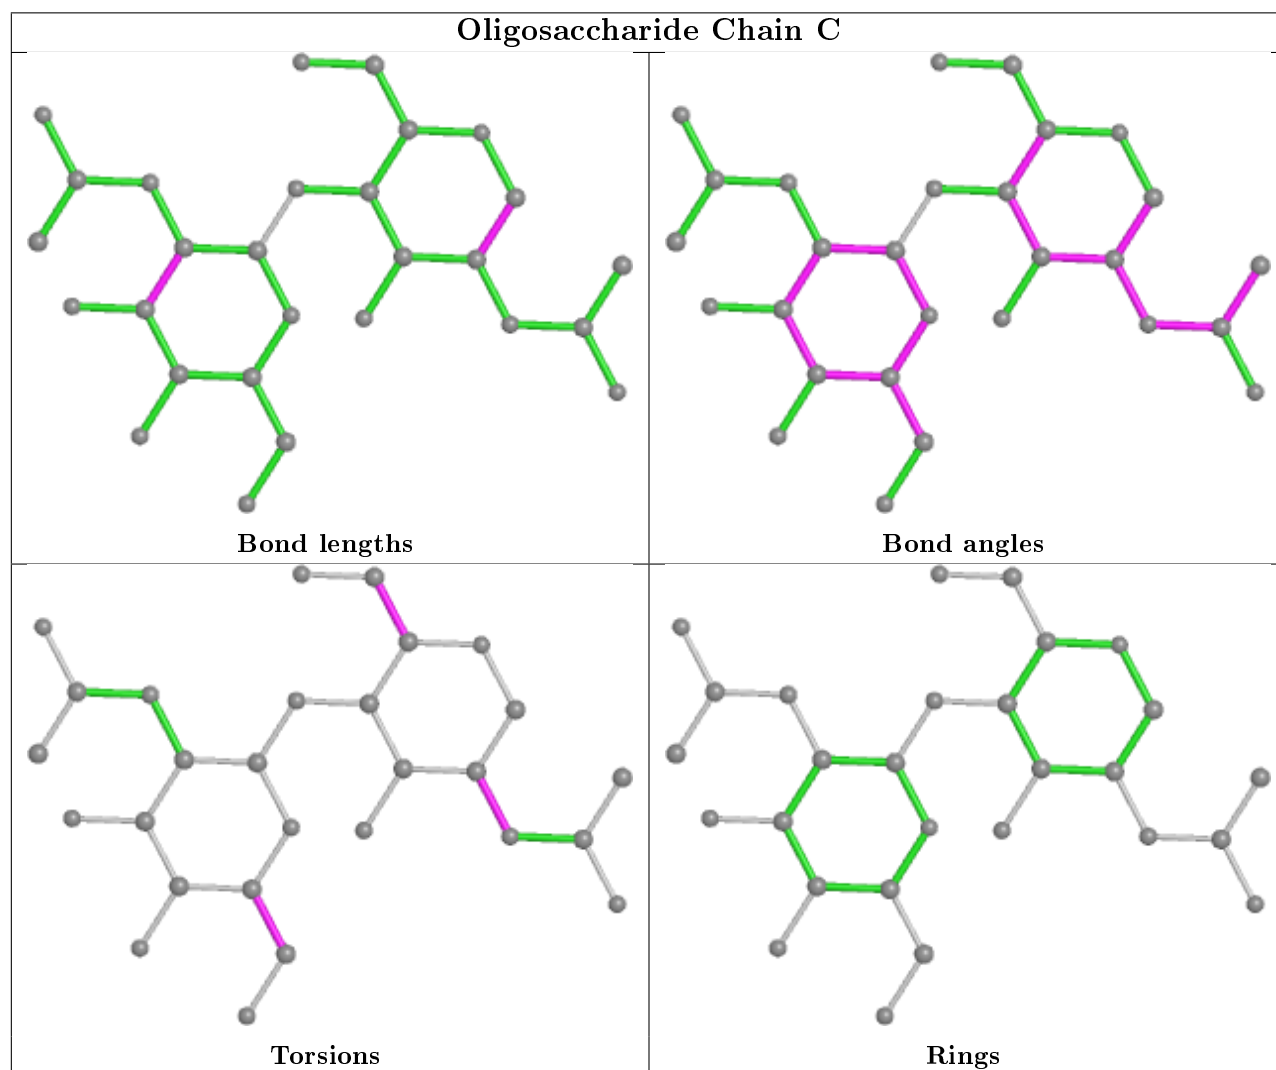 Oligosaccharide Chain C
Bond lengths
Bond angles
Torsions
Rings